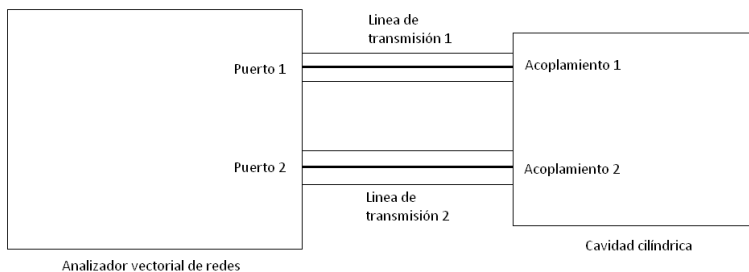 Linea de
transmisión 1
Puerto 1
Acoplamiento 1
Puerto 2
Acoplamiento 2
Linea de
transmisión 2
Cavidad cilíndrica
Analizador vectorial de redes